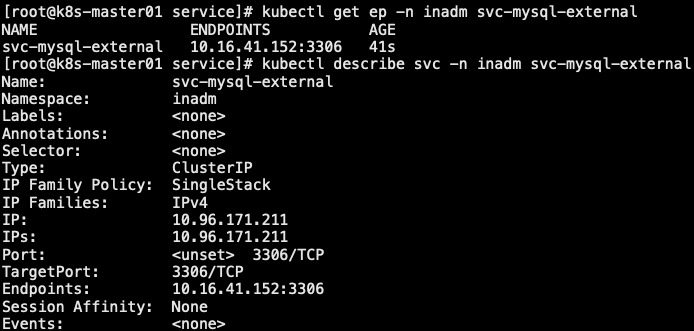 [root@k8s-master01 service]# kubectl get ep -n inadm svc-mysql-external
NAME                 ENDPOINTS           AGE
svc-mysql-external   10.16.41.152:3306   41s
[root@k8s-master01 service]# kubectl describe svc -n inadm svc-mysql-external
Name:              svc-mysql-external
Namespace:         inadm
Labels:            <none>
Annotations:       <none>
Selector:          <none>
Type:              ClusterIP
IP Family Policy:  SingleStack
IP Families:       IPv4
IP:                10.96.171.211
IPs:               10.96.171.211
Port:              <unset>  3306/TCP
TargetPort:        3306/TCP
Endpoints:         10.16.41.152:3306
Session Affinity:  None
Events:            <none>